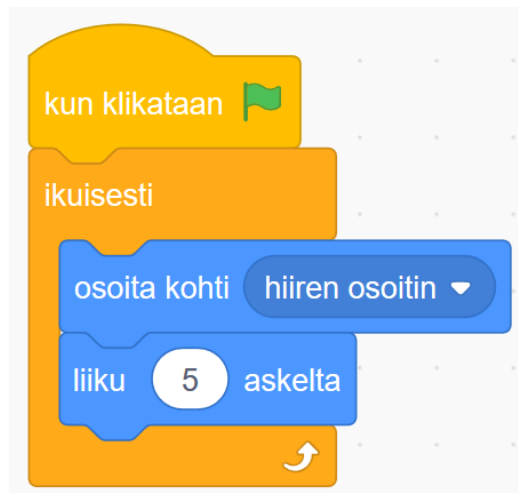 kun klikataan
ikuisesti
osoita kohti hiiren osoitin
liiku 5 askelta